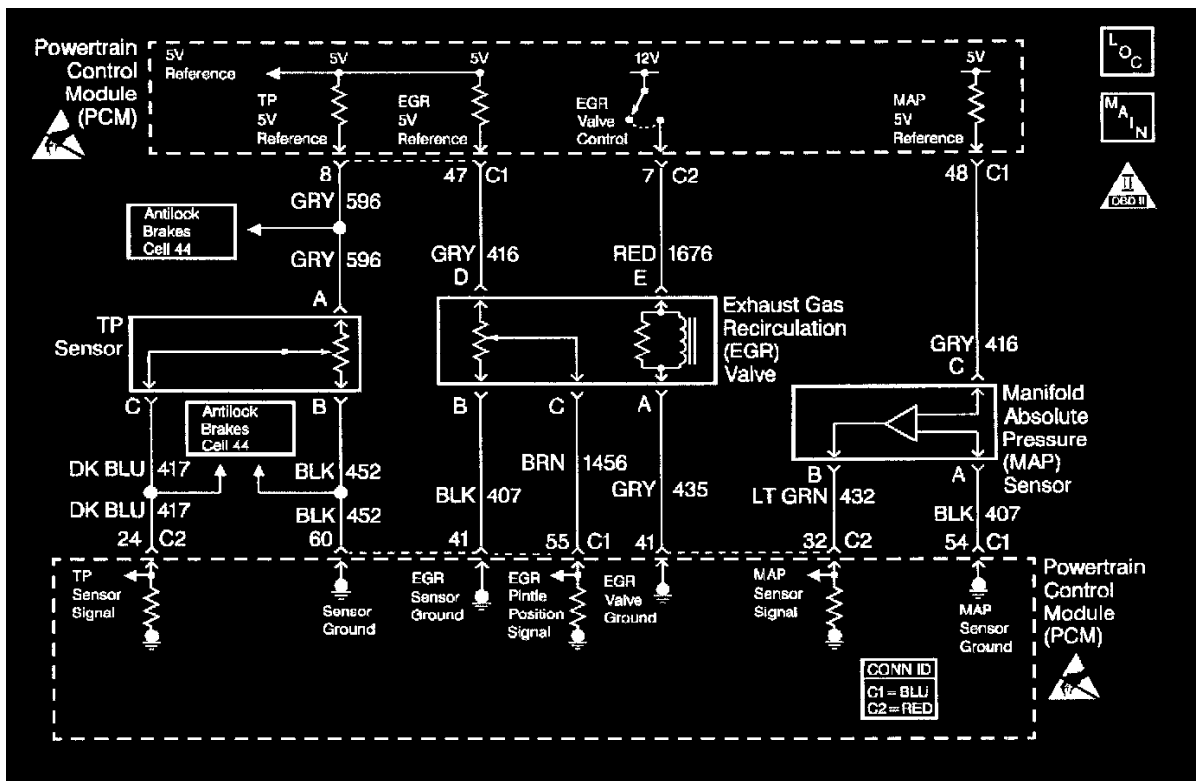 Powertrain
Control
Module
(PCM)
5V
Reference
5V
5V
12V
5V
TP
5V
Reference
EGR
5V
Reference
EGR
Valve
Control
MAP
5V
Reference
LOC
MAIN
II
OBD II
8
47 C1
7 C2
48 C1
GRY 596
Antilock
Brakes
Cell 44
GRY 596
GRY 416
RED 1676
A
D
E
TP
Sensor
Exhaust Gas
Recirculation
(EGR)
Valve
GRY 416
C
C
B
B
C
A
Manifold
Absolute
Pressure
(MAP)
Sensor
Antilock
Brakes
Cell 44
DK BLU 417
BLK 452
BRN 1456
B
A
BLK 407
GRY 435
LT GRN 432
DK BLU 417
BLK 452
BLK 407
24 C2
60
41
55 C1
41
32 C2
54 C1
TP
Sensor
Signal
Sensor
Ground
EGR
Sensor
Ground
EGR
Pintle
Position
Signal
EGR
Valve
Ground
MAP
Sensor
Signal
MAP
Sensor
Ground
Powertrain
Control
Module
(PCM)
CONN ID
C1 = BLU
C2 = RED